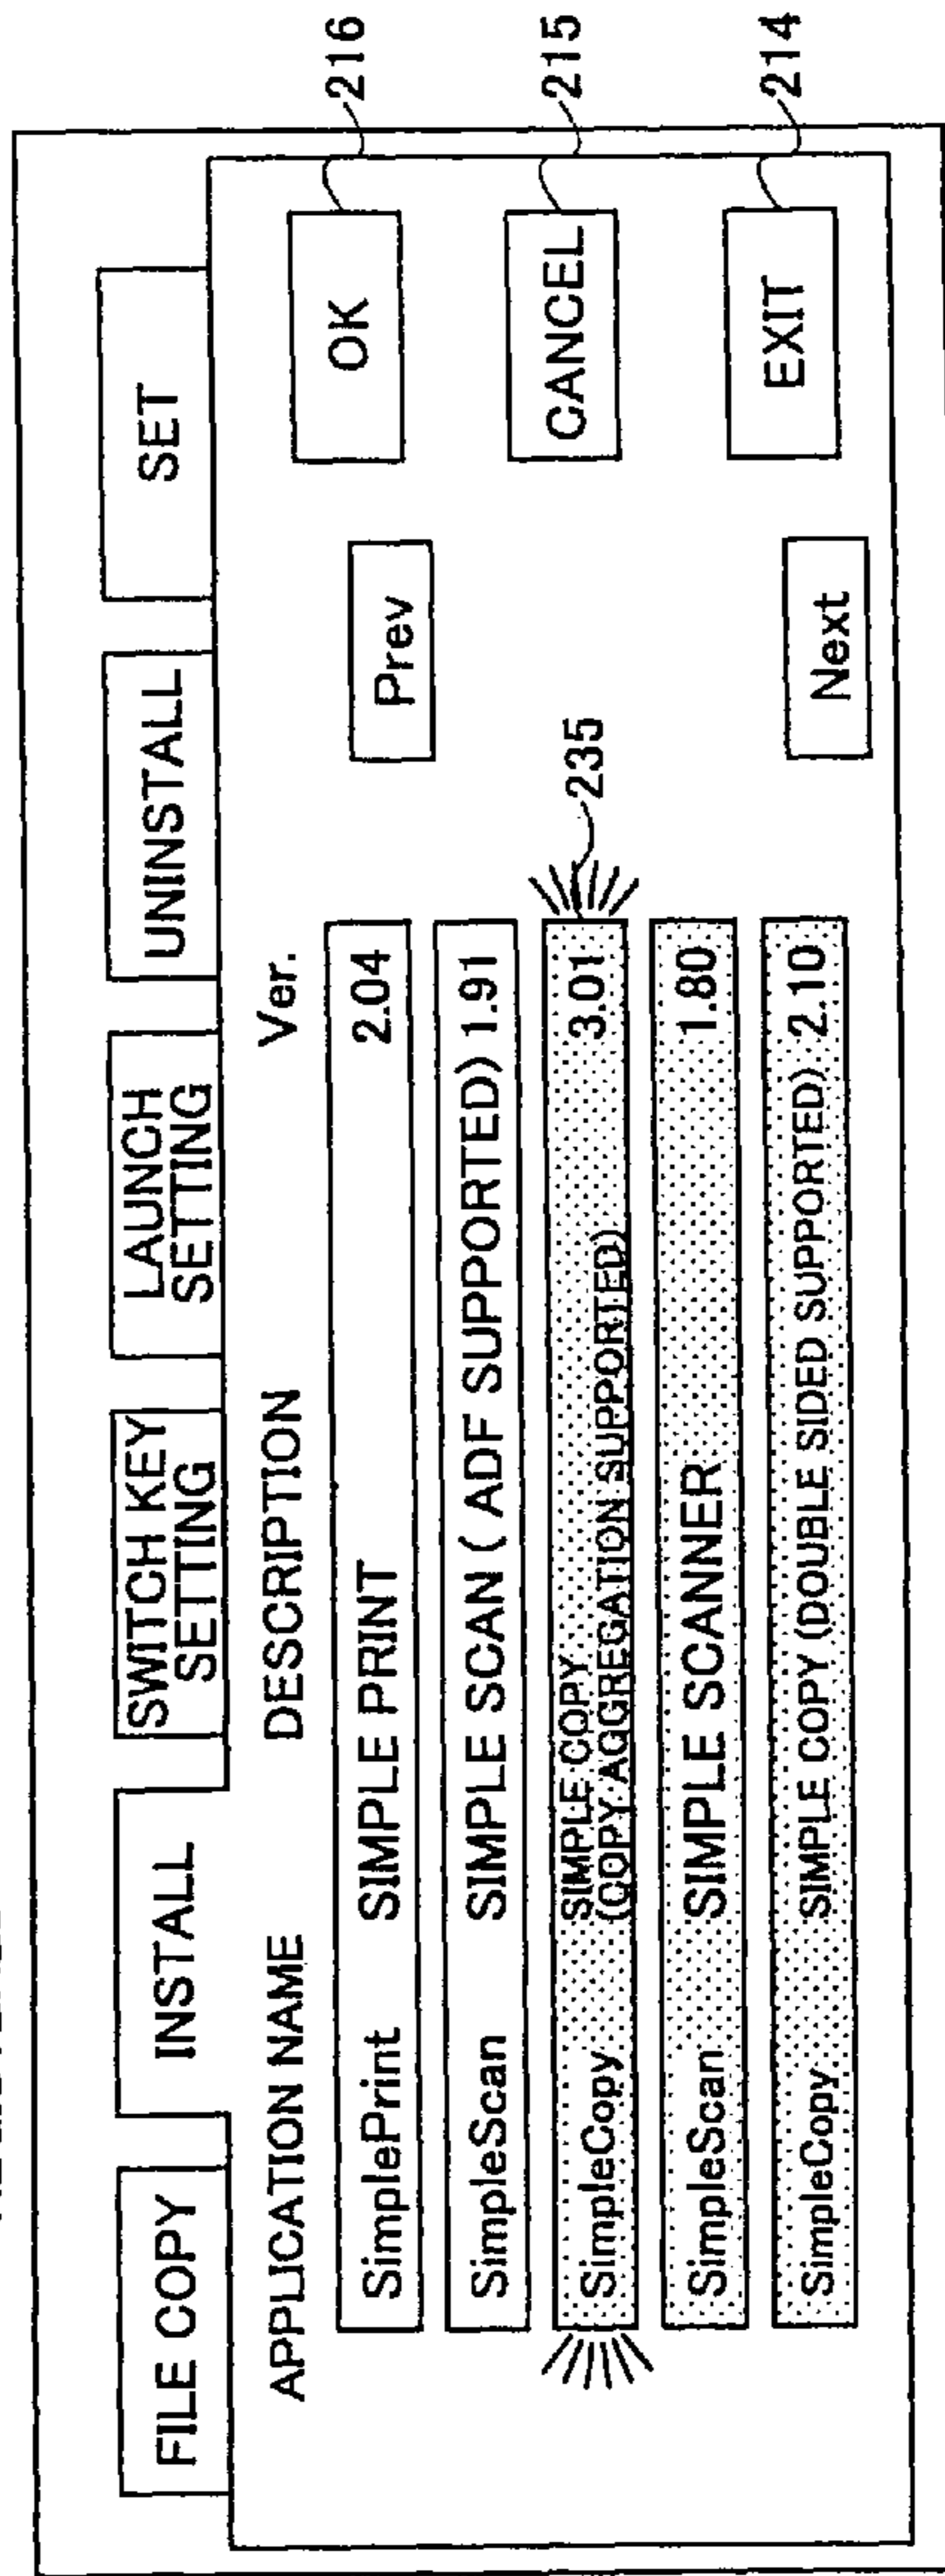 FILE COPY
INSTALL
SWITCH KEY
SETTING
LAUNCH
SETTING
UNINSTALL
SET
APPLICATION NAME DESCRIPTION Ver.
SimplePrint SIMPLE PRINT 2.04
SimpleScan SIMPLE SCAN ( ADF SUPPORTED) 1.91
SimpleCopy SIMPLE COPY
(COPY AGGREGATION SUPPORTED) 3.01
SimpleScan SIMPLE SCANNER 1.80
SimpleCopy SIMPLE COPY (DOUBLE SIDED SUPPORTED) 2.10
235
Prev
Next
OK
216
CANCEL
215
EXIT
214